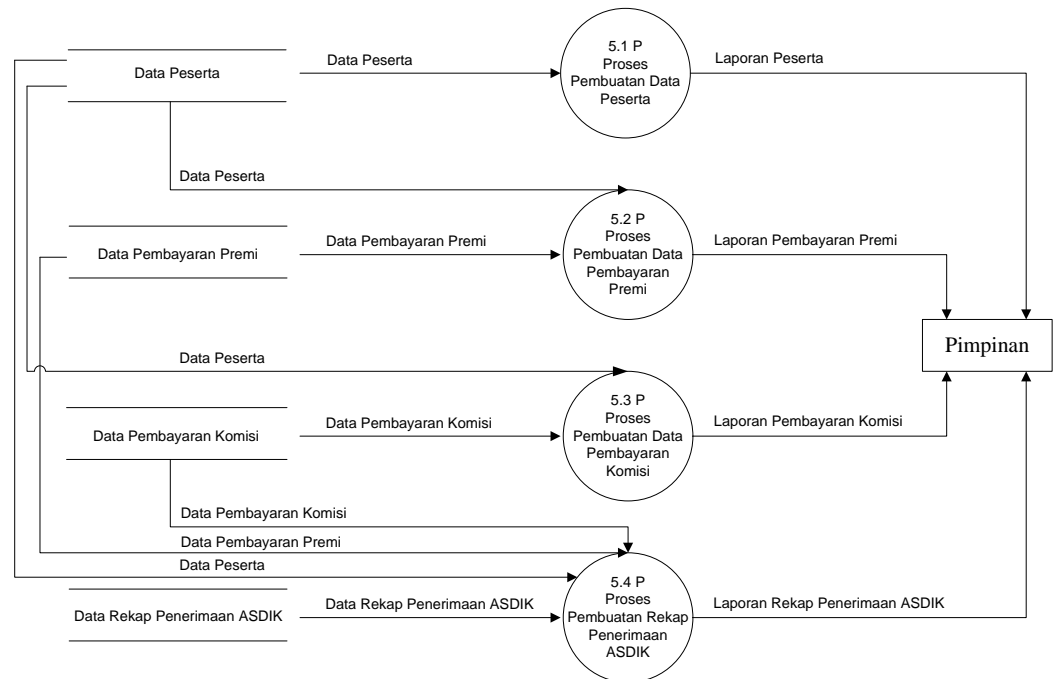 Data Peserta
Data Peserta
5.1 P
Proses
Pembuatan Data
Peserta
Laporan Peserta
Data Peserta
Data Pembayaran Premi
Data Pembayaran Premi
5.2 P
Proses
Pembuatan Data
Pembayaran
Premi
Laporan Pembayaran Premi
Pimpinan
Data Peserta
Data Pembayaran Komisi
Data Pembayaran Komisi
5.3 P
Proses
Pembuatan Data
Pembayaran
Komisi
Laporan Pembayaran Komisi
Data Pembayaran Komisi
Data Pembayaran Premi
Data Peserta
Data Rekap Penerimaan ASDIK
Data Rekap Penerimaan ASDIK
5.4 P
Proses
Pembuatan Rekap
Penerimaan
ASDIK
Laporan Rekap Penerimaan ASDIK